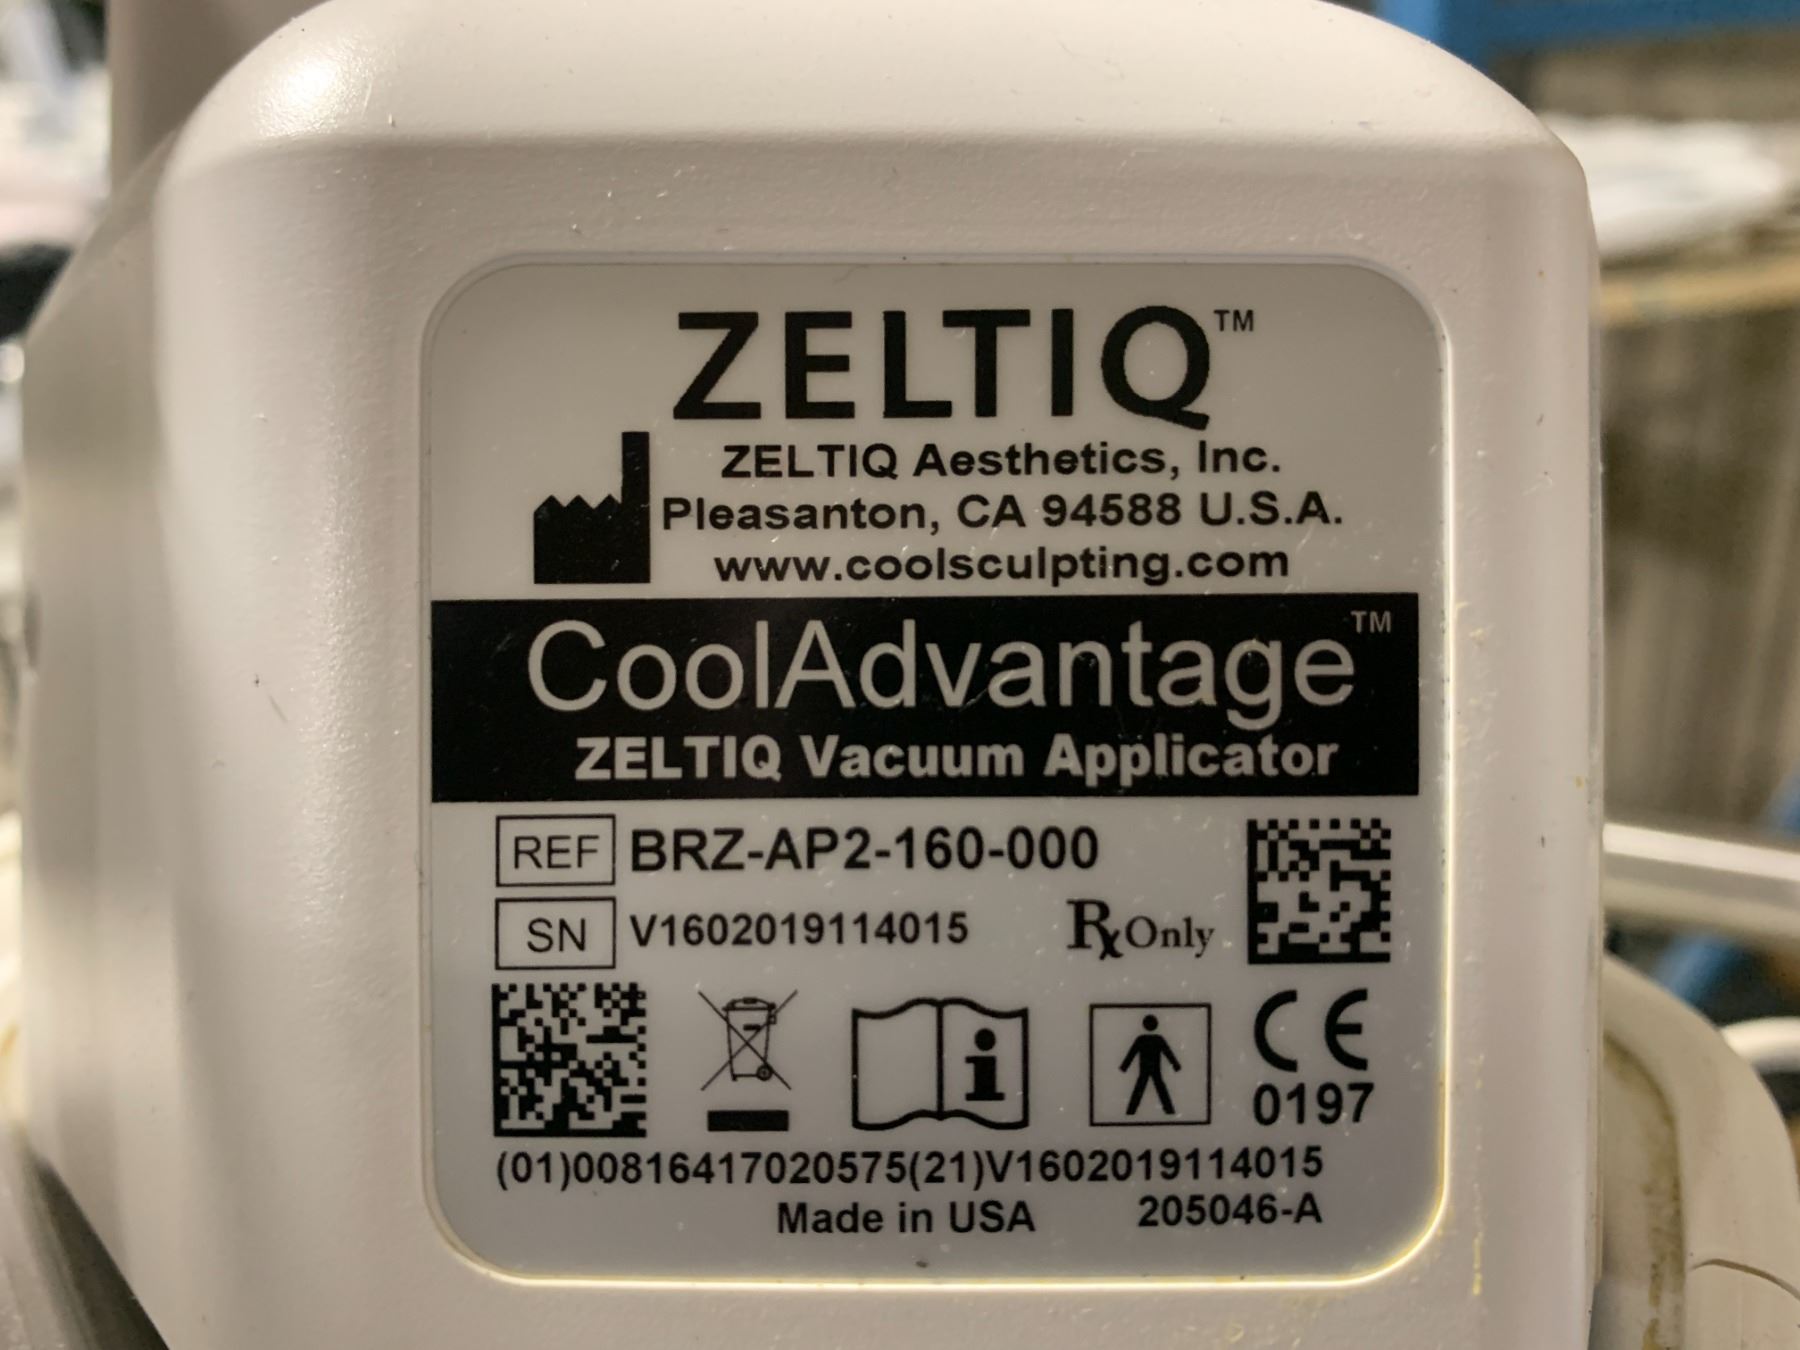 ZELTIQ™
ZELTIQ Aesthetics, Inc.
Pleasanton, CA 94588 U.S.A.
www.coolsculpting.com
CoolAdvantage™
ZELTIQ Vacuum Applicator
REF BRZ-AP2-160-000
SN V1602019114015 Rx Only
CE
0197
(01)00816417020575(21)V1602019114015
Made in USA 205046-A